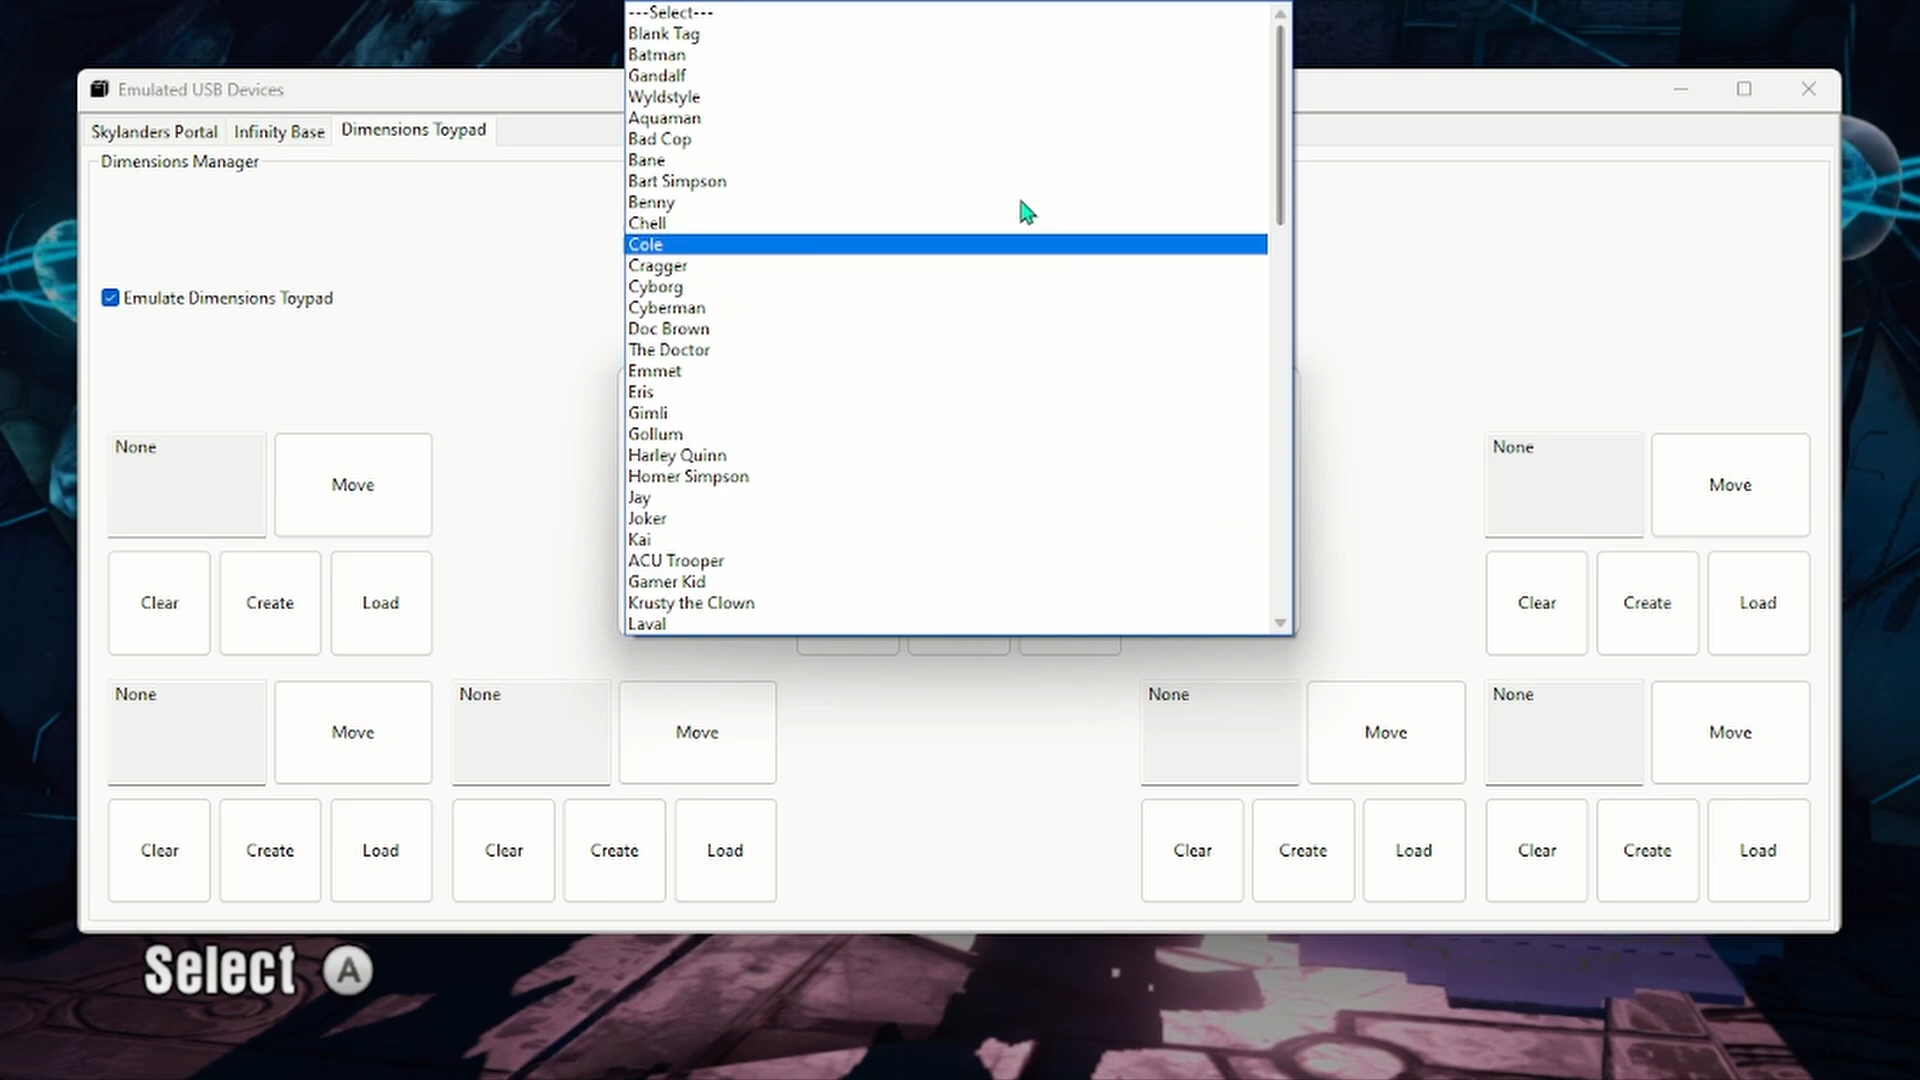 Emulated USB Devices
Skylanders Portal
Infinity Base
Dimensions Toypad
Dimensions Manager
Emulate Dimensions Toypad
---Select---
Blank Tag
Batman
Gandalf
Wyldstyle
Aquaman
Bad Cop
Bane
Bart Simpson
Benny
Chell
Cole
Cragger
Cyborg
Cyberman
Doc Brown
The Doctor
Emmet
Eris
Gimli
Gollum
Harley Quinn
Homer Simpson
Jay
Joker
Kai
ACU Trooper
Gamer Kid
Krusty the Clown
Laval
None
Move
None
Move
Clear
Create
Load
Clear
Create
Load
None
Move
None
Move
None
Move
None
Move
Clear
Create
Load
Clear
Create
Load
Clear
Create
Load
Clear
Create
Load
Select A